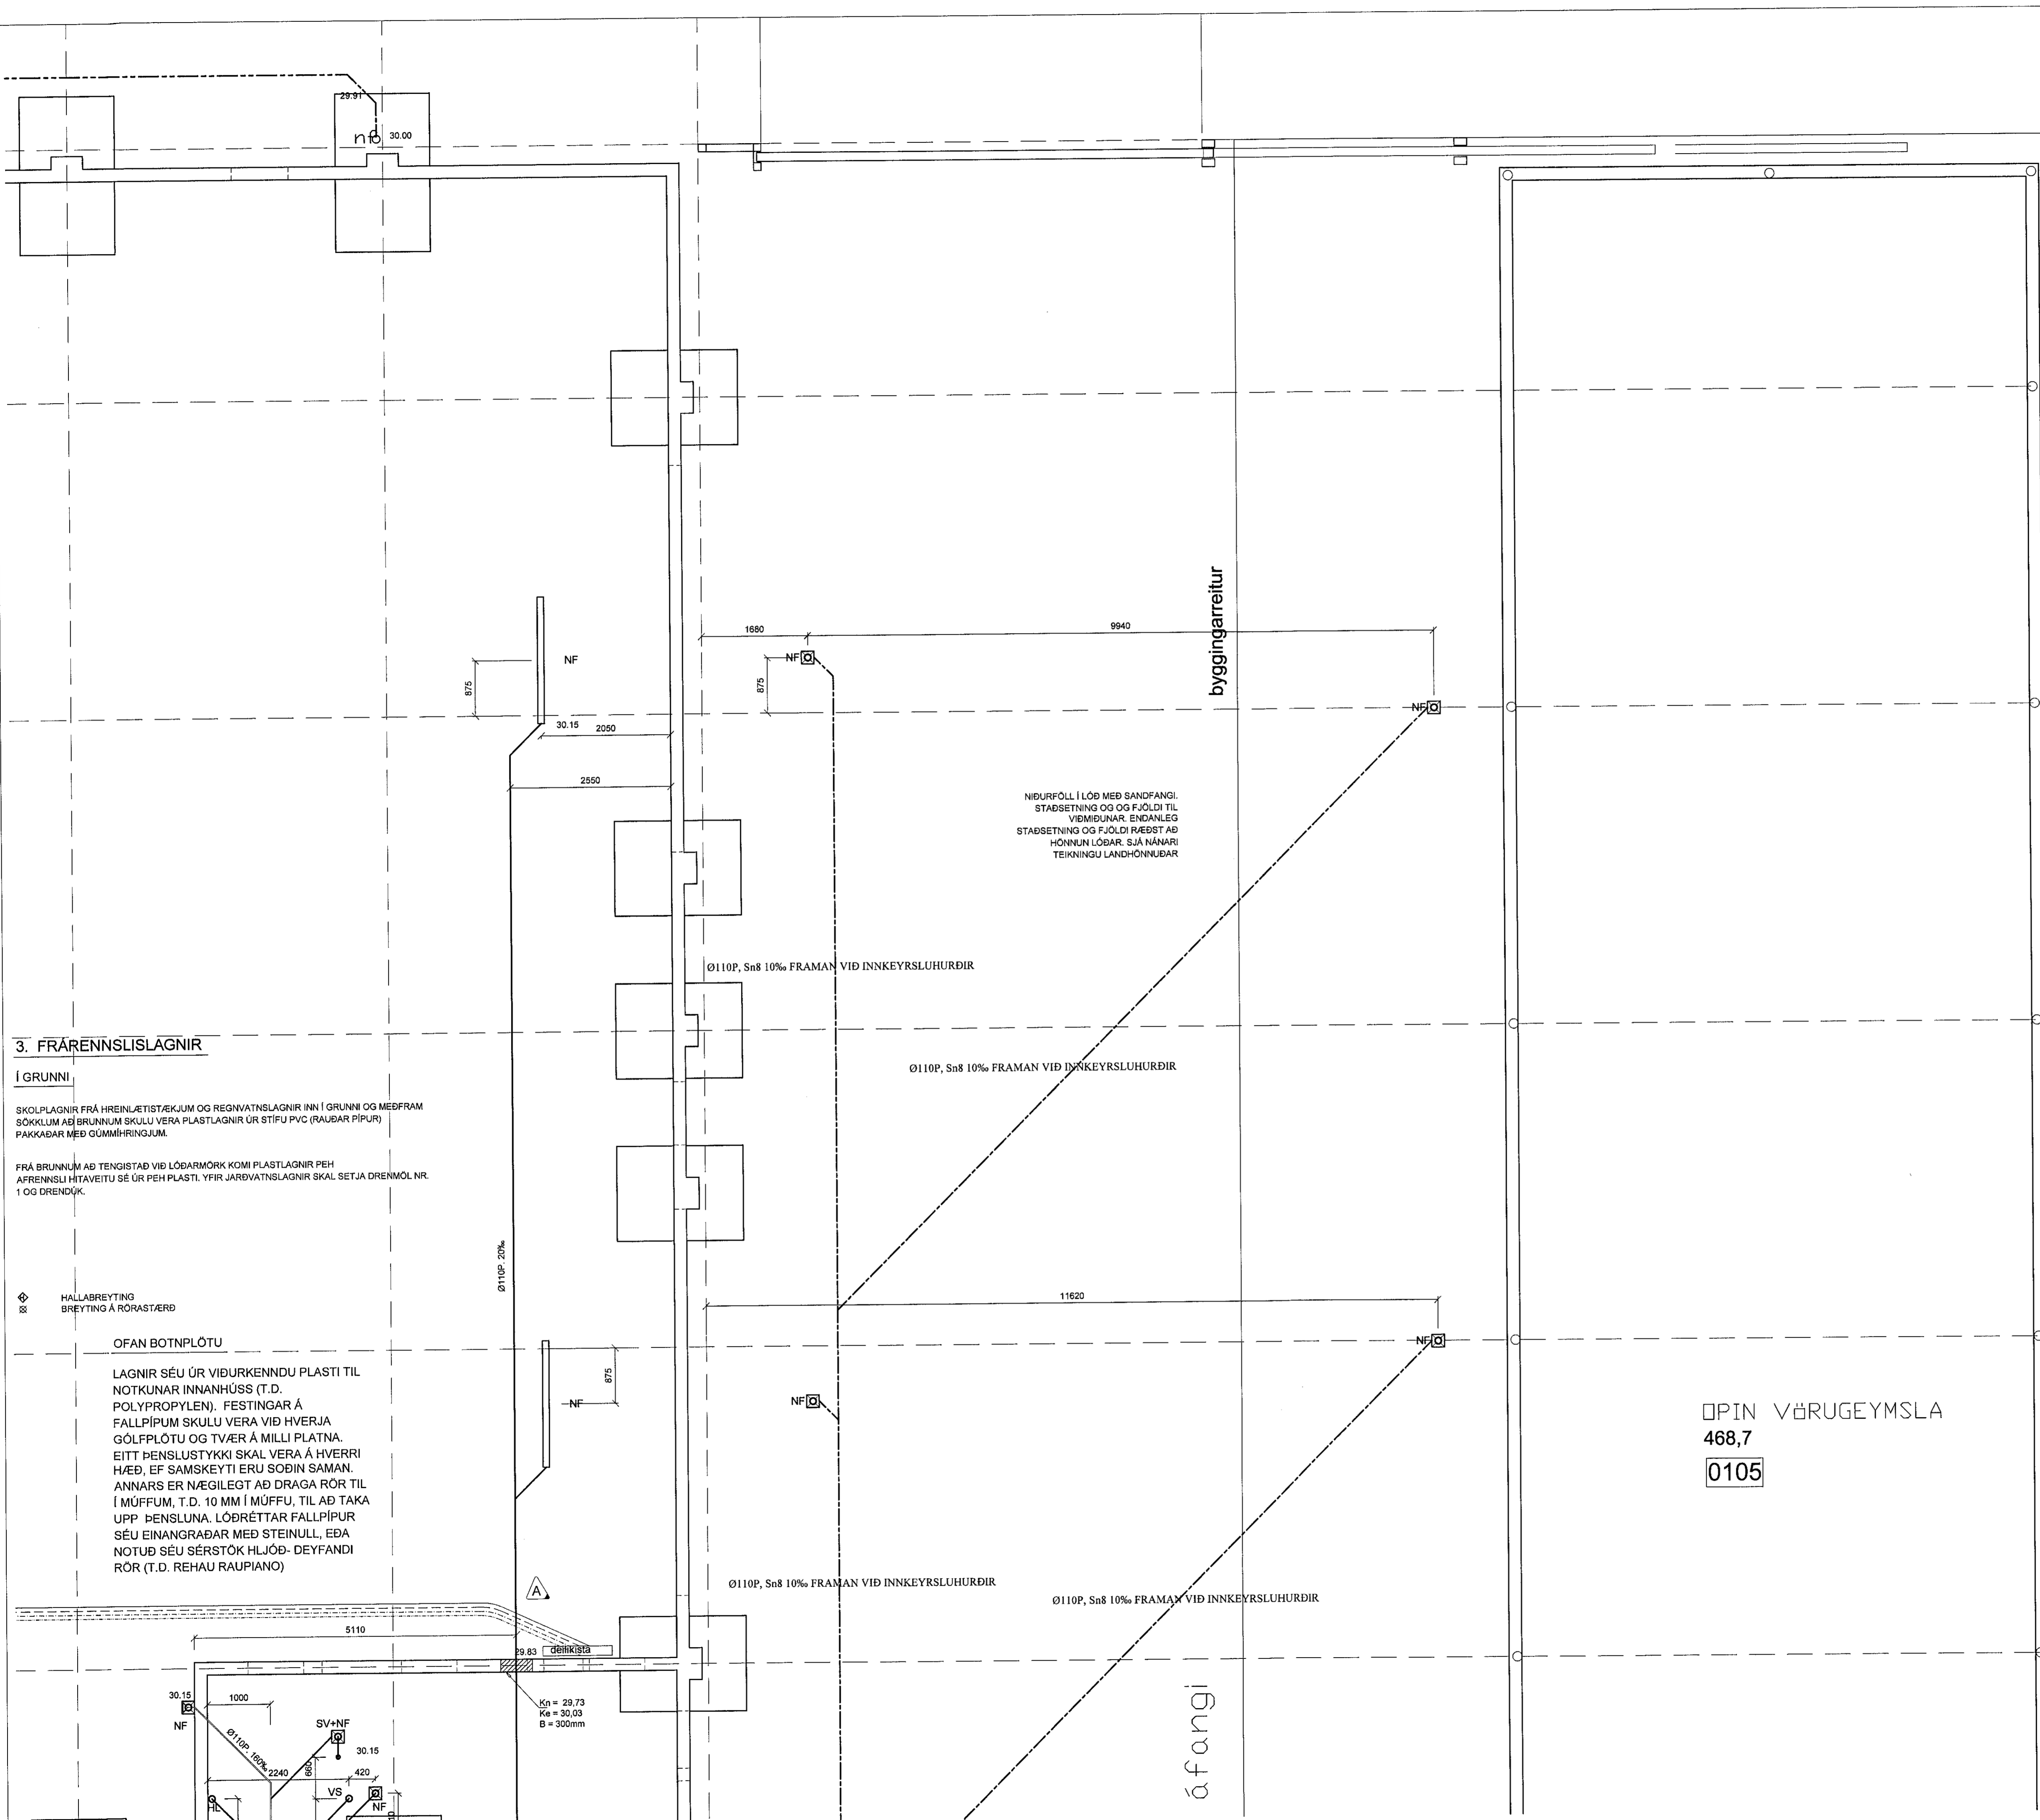 29.91
nf
30.00
byggingarreitur
1680
9940
NF
875
30.15
2050
2550
NF
875
NF
NIÐURFÖLL Í LÓÐ MEÐ SANDFANGI.
STAÐSETNING OG OG FJÖLDI TIL
VIÐMIÐUNAR. ENDANLEG
STAÐSETNING OG FJÖLDI RÆÐST AÐ
HÖNNUN LÓÐAR. SJÁ NÁNARI
TEIKNINGU LANDHÖNNUÐAR
Ø110P, Sn8 10‰ FRAMAN VIÐ INNKEYRSLUHURÐIR
Ø110P, Sn8 10‰ FRAMAN VIÐ INNKEYRSLUHURÐIR
3. FRÁRENNSLISLAGNIR
Í GRUNNI
SKOLPLAGNIR FRÁ HREINLÆTISTÆKJUM OG REGNVATNSLAGNIR INN Í GRUNNI OG MEÐFRAM
SÖKKLUM AÐ BRUNNUM SKULU VERA PLASTLAGNIR ÚR STÍFU PVC (RAUÐAR PÍPUR)
PAKKAÐAR MEÐ GÚMMÍHRINGJUM.
FRÁ BRUNNUM AÐ TENGISTAÐ VIÐ LÓÐARMÖRK KOMI PLASTLAGNIR PEH
AFRENNSLI HITAVEITU SÉ ÚR PEH PLASTI. YFIR JARÐVATNSLAGNIR SKAL SETJA DRENMÖL NR.
1 OG DRENDÚK.
HALLABREYTING
BREYTING Á RÖRASTÆRÐ
Ø110P. 20‰
OFAN BOTNPLÖTU
LAGNIR SÉU ÚR VIÐURKENNDU PLASTI TIL
NOTKUNAR INNANHÚSS (T.D.
POLYPROPYLEN). FESTINGAR Á
FALLPÍPUM SKULU VERA VIÐ HVERJA
GÓLFPLÖTU OG TVÆR Á MILLI PLATNA.
EITT ÞENSLUSTYKKI SKAL VERA Á HVERRI
HÆÐ, EF SAMSKEYTI ERU SOÐIN SAMAN.
ANNARS ER NÆGILEGT AÐ DRAGA RÖR TIL
Í MÚFFUM, T.D. 10 MM Í MÚFFU, TIL AÐ TAKA
UPP ÞENSLUNA. LÓÐRÉTTAR FALLPÍPUR
SÉU EINANGRAÐAR MEÐ STEINULL, EÐA
NOTUÐ SÉU SÉRSTÖK HLJÓÐ- DEYFANDI
RÖR (T.D. REHAU RAUPIANO)
11620
NF
875
NF
NF
OPIN VÖRUGEYMSLA
468,7
0105
A
Ø110P, Sn8 10‰ FRAMAN VIÐ INNKEYRSLUHURÐIR
Ø110P, Sn8 10‰ FRAMAN VIÐ INNKEYRSLUHURÐIR
5110
29.83
deilikista
Kn = 29,73
Ke = 30,03
B = 300mm
30.15
NF
1000
Ø110P. 160‰
SV+NF
30.15
660
2240
420
VS
HL
NF
áfangi